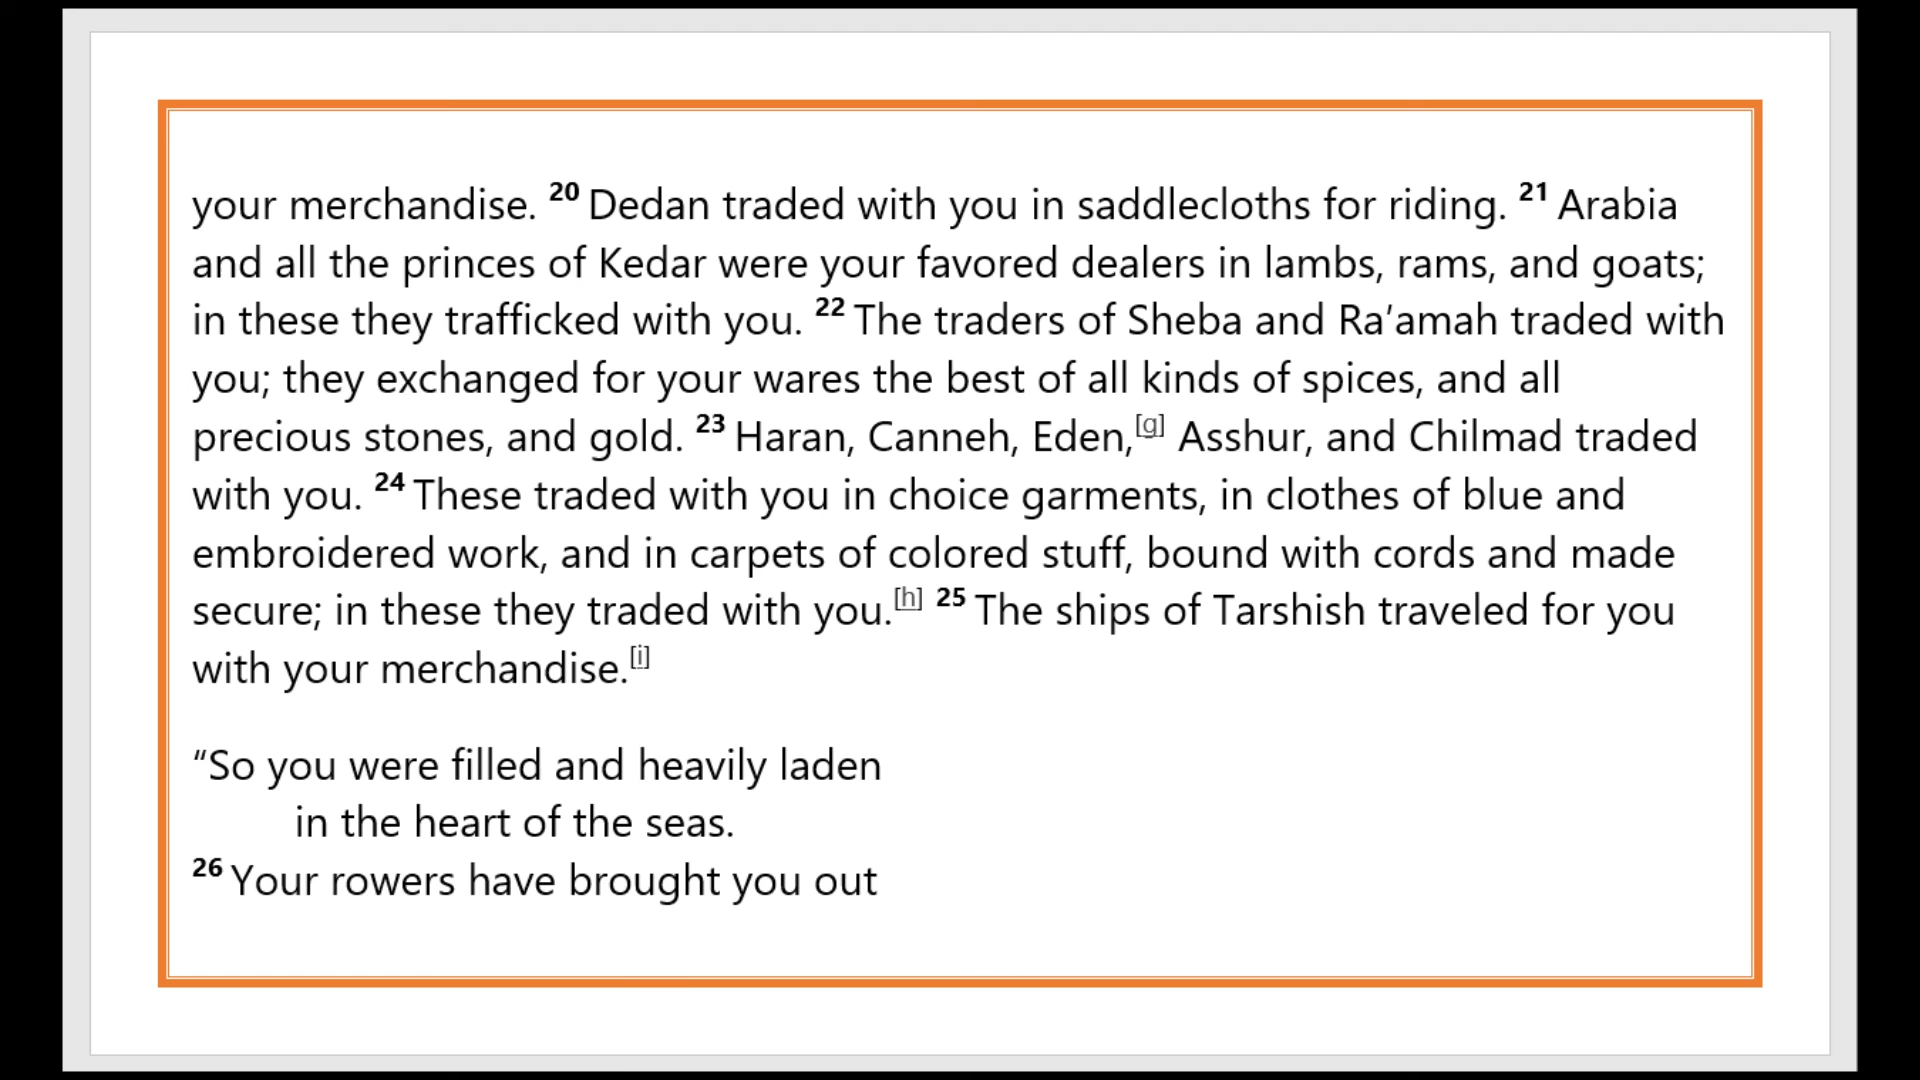 your merchandise. 20 Dedan traded with you in saddlecloths for riding. 21 Arabia
and all the princes of Kedar were your favored dealers in lambs, rams, and goats;
in these they trafficked with you. 22 The traders of Sheba and Ra′amah traded with
you; they exchanged for your wares the best of all kinds of spices, and all
precious stones, and gold. 23 Haran, Canneh, Eden,[g] Asshur, and Chilmad traded
with you. 24 These traded with you in choice garments, in clothes of blue and
embroidered work, and in carpets of colored stuff, bound with cords and made
secure; in these they traded with you.[h] 25 The ships of Tarshish traveled for you
with your merchandise.[i]
“So you were filled and heavily laden
in the heart of the seas.
26 Your rowers have brought you out